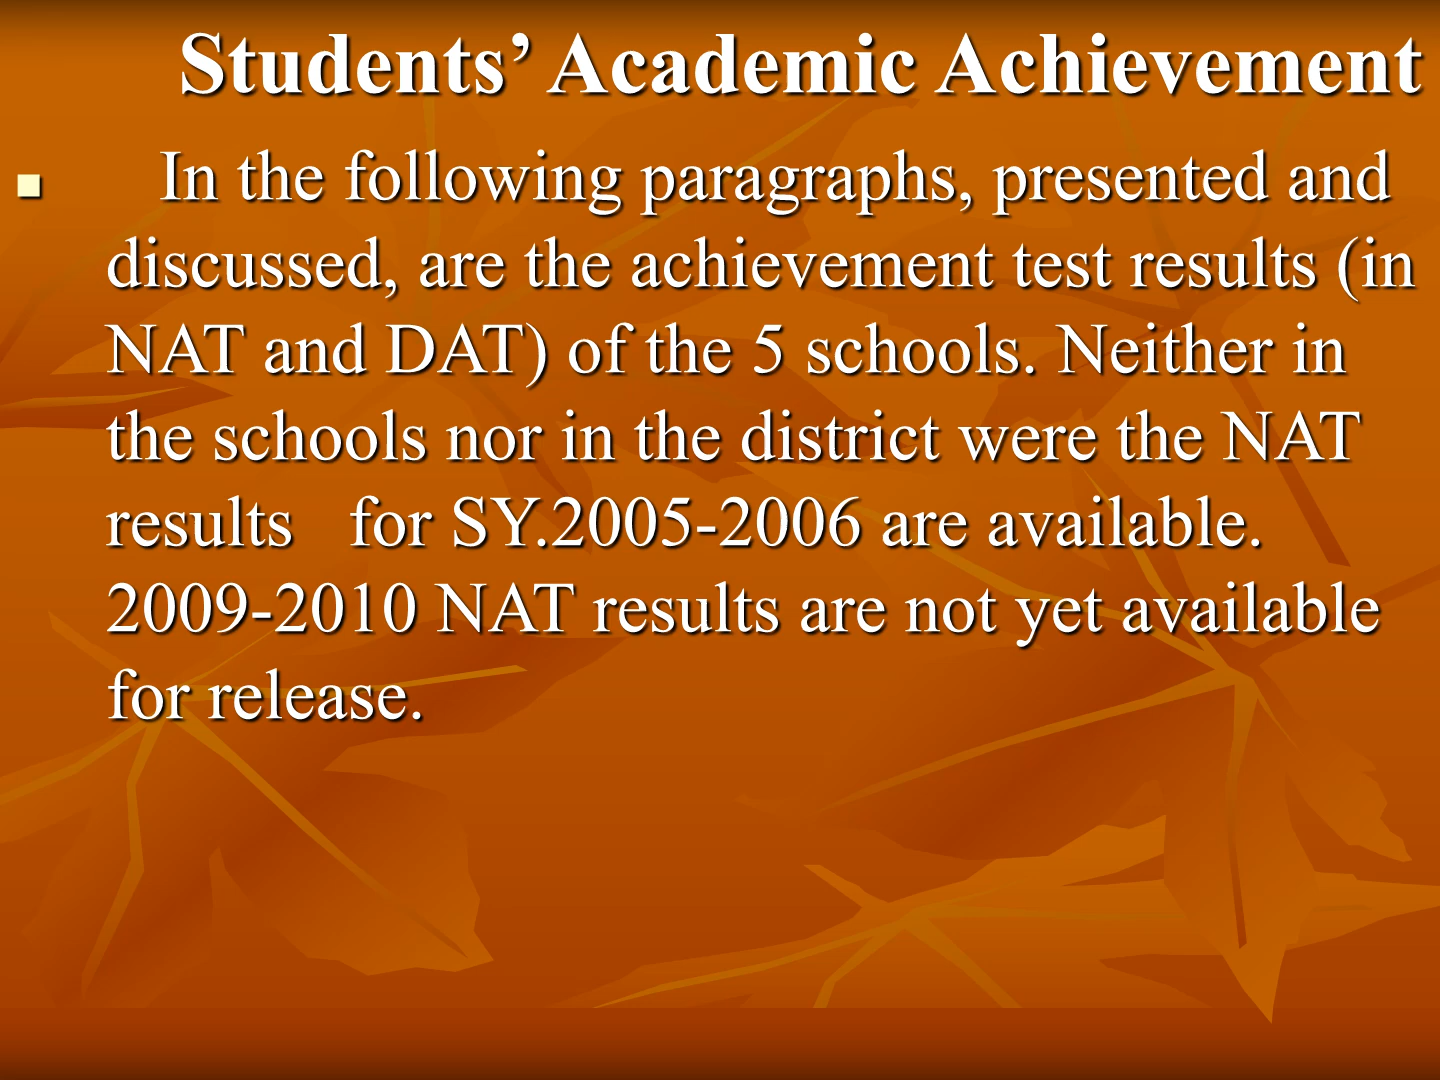 Students’ Academic Achievement
In the following paragraphs, presented and
discussed, are the achievement test results (in
NAT and DAT) of the 5 schools. Neither in
the schools nor in the district were the NAT
results   for SY.2005-2006 are available.
2009-2010 NAT results are not yet available
for release.